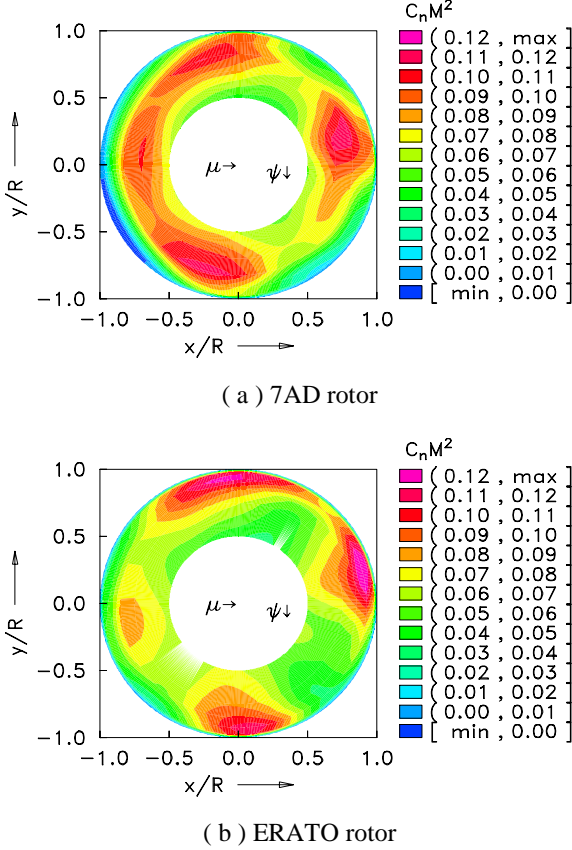 CnM²
( 0.12 , max
( 0.11 , 0.12
( 0.10 , 0.11
( 0.09 , 0.10
( 0.08 , 0.09
( 0.07 , 0.08
( 0.06 , 0.07
( 0.05 , 0.06
( 0.04 , 0.05
( 0.03 , 0.04
( 0.02 , 0.03
( 0.01 , 0.02
( 0.00 , 0.01
[ min , 0.00
1.0
0.5
0.0
−0.5
−1.0
y/R
μ→ ψ↓
−1.0 −0.5 0.0 0.5 1.0
x/R
( a ) 7AD rotor
CnM²
( 0.12 , max
( 0.11 , 0.12
( 0.10 , 0.11
( 0.09 , 0.10
( 0.08 , 0.09
( 0.07 , 0.08
( 0.06 , 0.07
( 0.05 , 0.06
( 0.04 , 0.05
( 0.03 , 0.04
( 0.02 , 0.03
( 0.01 , 0.02
( 0.00 , 0.01
[ min , 0.00
1.0
0.5
0.0
−0.5
−1.0
y/R
μ→ ψ↓
−1.0 −0.5 0.0 0.5 1.0
x/R
( b ) ERATO rotor